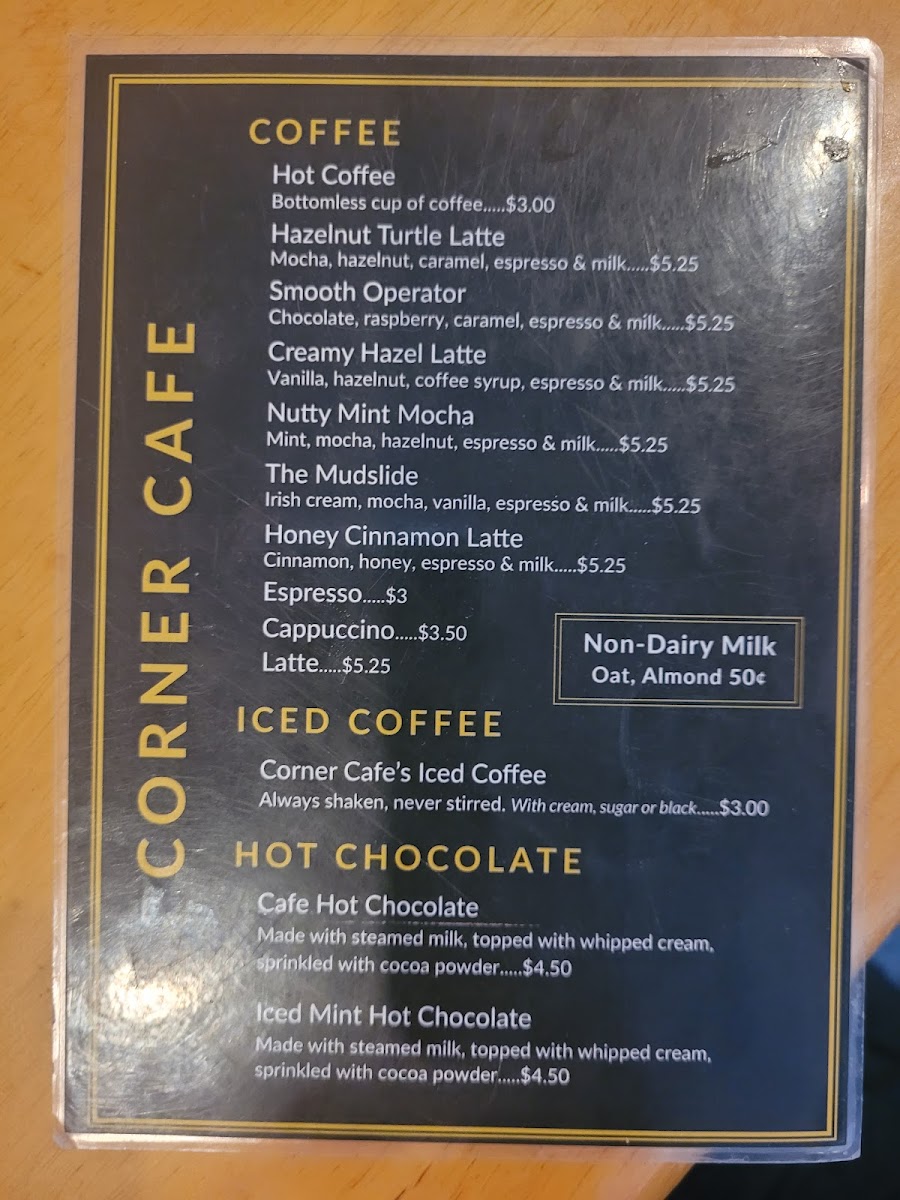 CORNER CAFE
COFFEE
Hot Coffee
Bottomless cup of coffee.....$3.00
Hazelnut Turtle Latte
Mocha, hazelnut, caramel, espresso & milk.....$5.25
Smooth Operator
Chocolate, raspberry, caramel, espresso & milk.....$5.25
Creamy Hazel Latte
Vanilla, hazelnut, coffee syrup, espresso & milk.....$5.25
Nutty Mint Mocha
Mint, mocha, hazelnut, espresso & milk.....$5.25
The Mudslide
Irish cream, mocha, vanilla, espresso & milk.....$5.25
Honey Cinnamon Latte
Cinnamon, honey, espresso & milk.....$5.25
Espresso.....$3
Cappuccino.....$3.50
Latte.....$5.25
Non-Dairy Milk
Oat, Almond 50¢
ICED COFFEE
Corner Cafe's Iced Coffee
Always shaken, never stirred. With cream, sugar or black.....$3.00
HOT CHOCOLATE
Cafe Hot Chocolate
Made with steamed milk, topped with whipped cream,
sprinkled with cocoa powder.....$4.50
Iced Mint Hot Chocolate
Made with steamed milk, topped with whipped cream,
sprinkled with cocoa powder.....$4.50